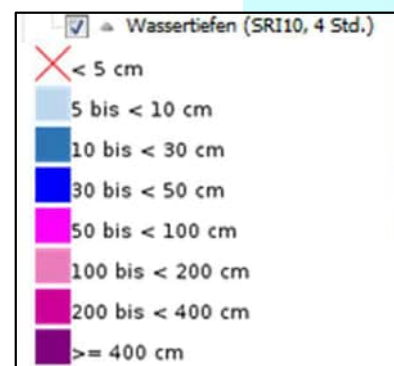 Wassertiefen (SRI10, 4 Std.)
< 5 cm
5 bis < 10 cm
10 bis < 30 cm
30 bis < 50 cm
50 bis < 100 cm
100 bis < 200 cm
200 bis < 400 cm
>= 400 cm